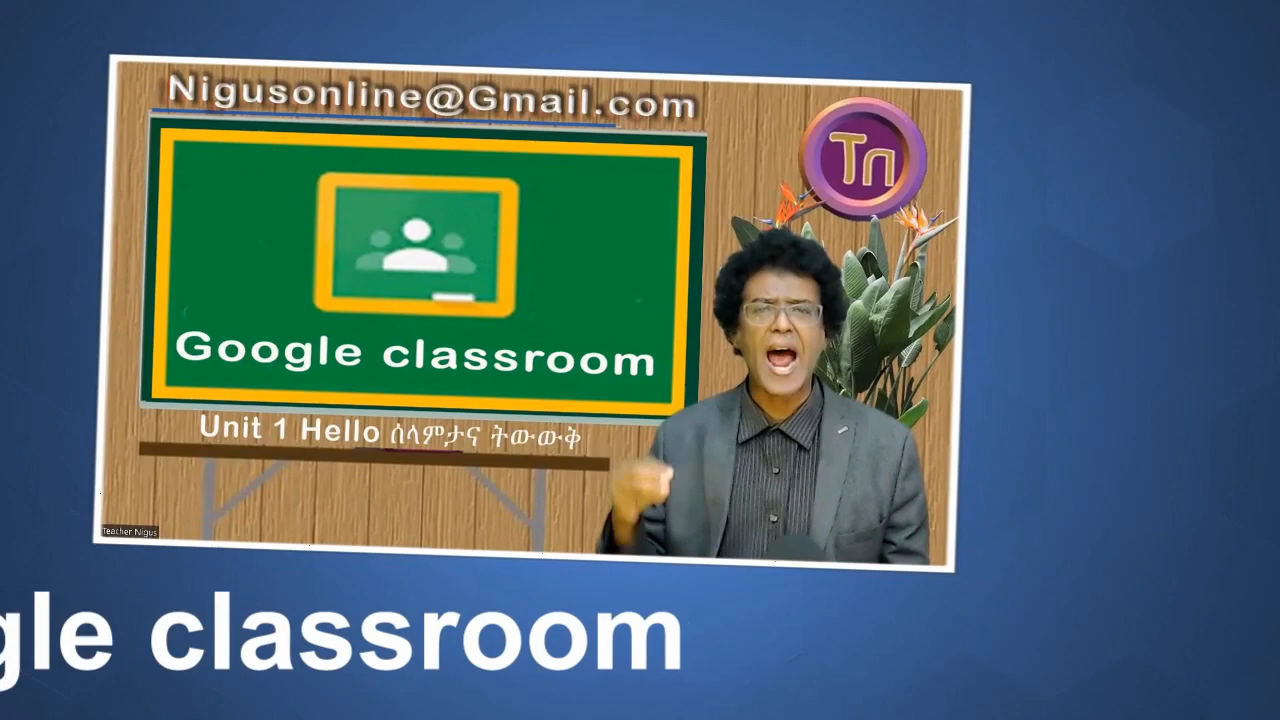 Nigusonline@Gmail.com
Tn
Google classroom
Unit 1 Hello ሰላምታና ትውውቅ
Teacher Nigus
gle classroom